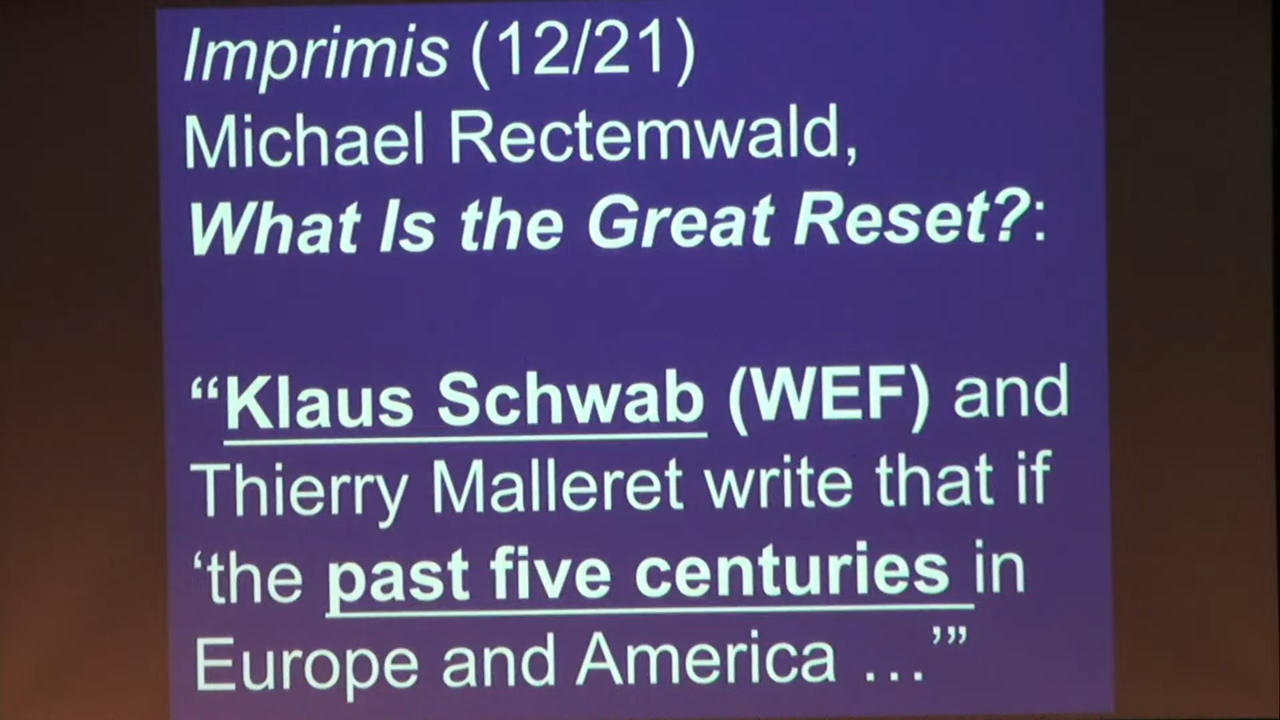 Imprimis (12/21)
Michael Rectemwald,
What Is the Great Reset?:
“Klaus Schwab (WEF) and
Thierry Malleret write that if
‘the past five centuries in
Europe and America …’”